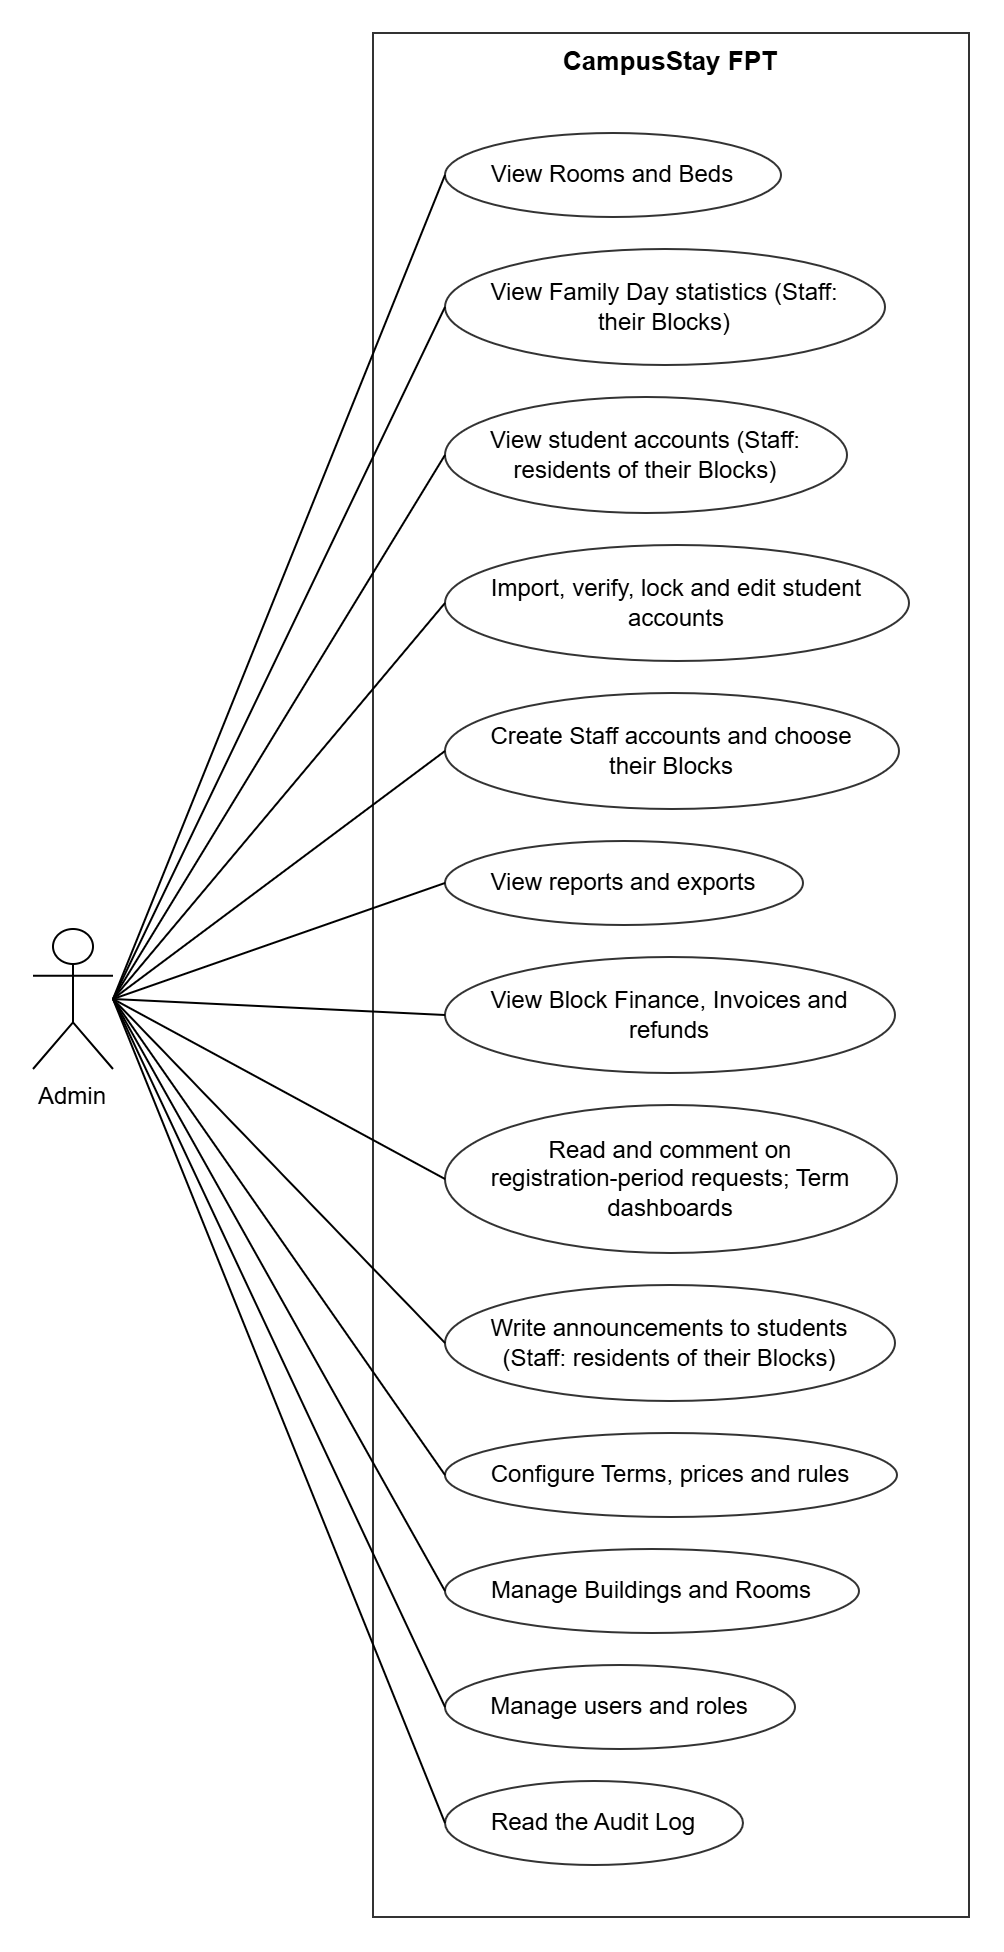 CampusStay FPT
View Rooms and Beds
View Family Day statistics (Staff:
their Blocks)
View student accounts (Staff:
residents of their Blocks)
Import, verify, lock and edit student
accounts
Create Staff accounts and choose
their Blocks
View reports and exports
View Block Finance, Invoices and
refunds
Admin
Read and comment on
registration-period requests; Term
dashboards
Write announcements to students
(Staff: residents of their Blocks)
Configure Terms, prices and rules
Manage Buildings and Rooms
Manage users and roles
Read the Audit Log